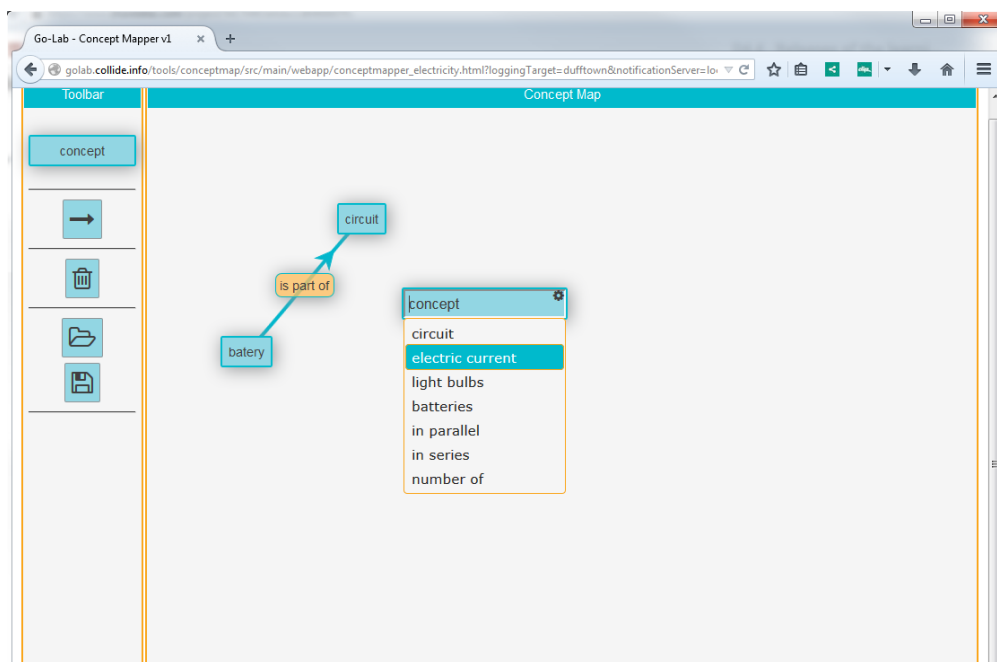 Go-Lab - Concept Mapper v1
golab.collide.info/tools/conceptmap/src/main/webapp/conceptmapper_electricity.html?loggingTarget=dufftown&notificationServer=lo
Toolbar
Concept Map
concept
circuit
is part of
batery
concept
circuit
electric current
light bulbs
batteries
in parallel
in series
number of